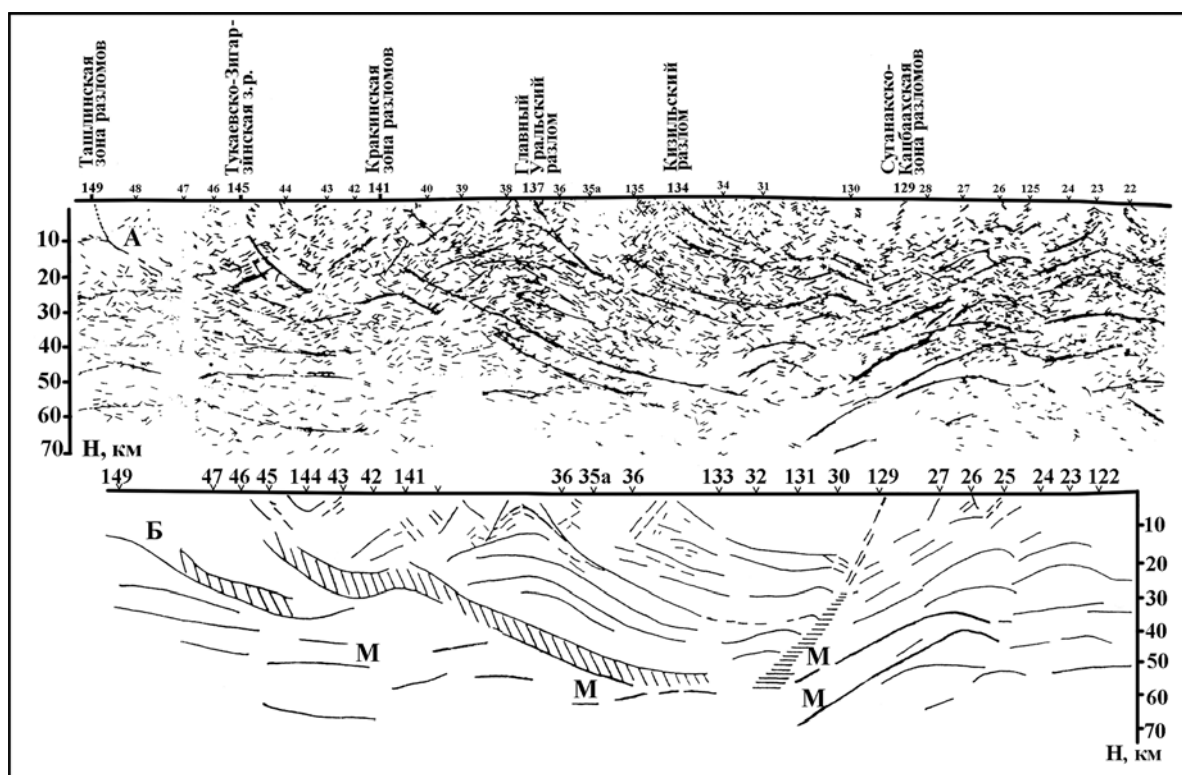 Ташлинская
зона разломов
Тукаевско-Зигар-
зинская з.р.
Кракинская
зона разломов
Главный
Уральский
разлом
Кизильский
разлом
Суганакско-
Кацбаахская
зона разломов
149 48 47 46 145 44 43 42 141 40 39 38 137 36 35а 135 134 34 31 130 129 28 27 26 125 24 23 22
А
10
20
30
40
50
60
70
Н, км
149 47 46 45 144 43 42 141 36 35а 36 133 32 131 30 129 27 26 25 24 23 122
Б
10
20
30
40
50
60
70
М
М
М
М
Н, км